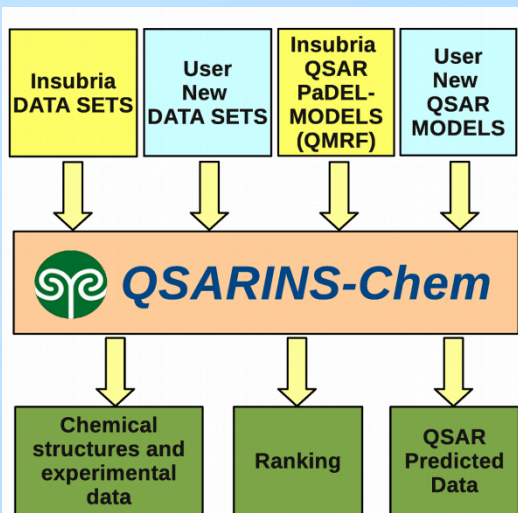 Insubria
DATA SETS
User
New
DATA SETS
Insubria
QSAR
PaDEL-
MODELS
(QMRF)
User
New
QSAR
MODELS
QSARINS-Chem
Chemical
structures and
experimental
data
Ranking
QSAR
Predicted
Data